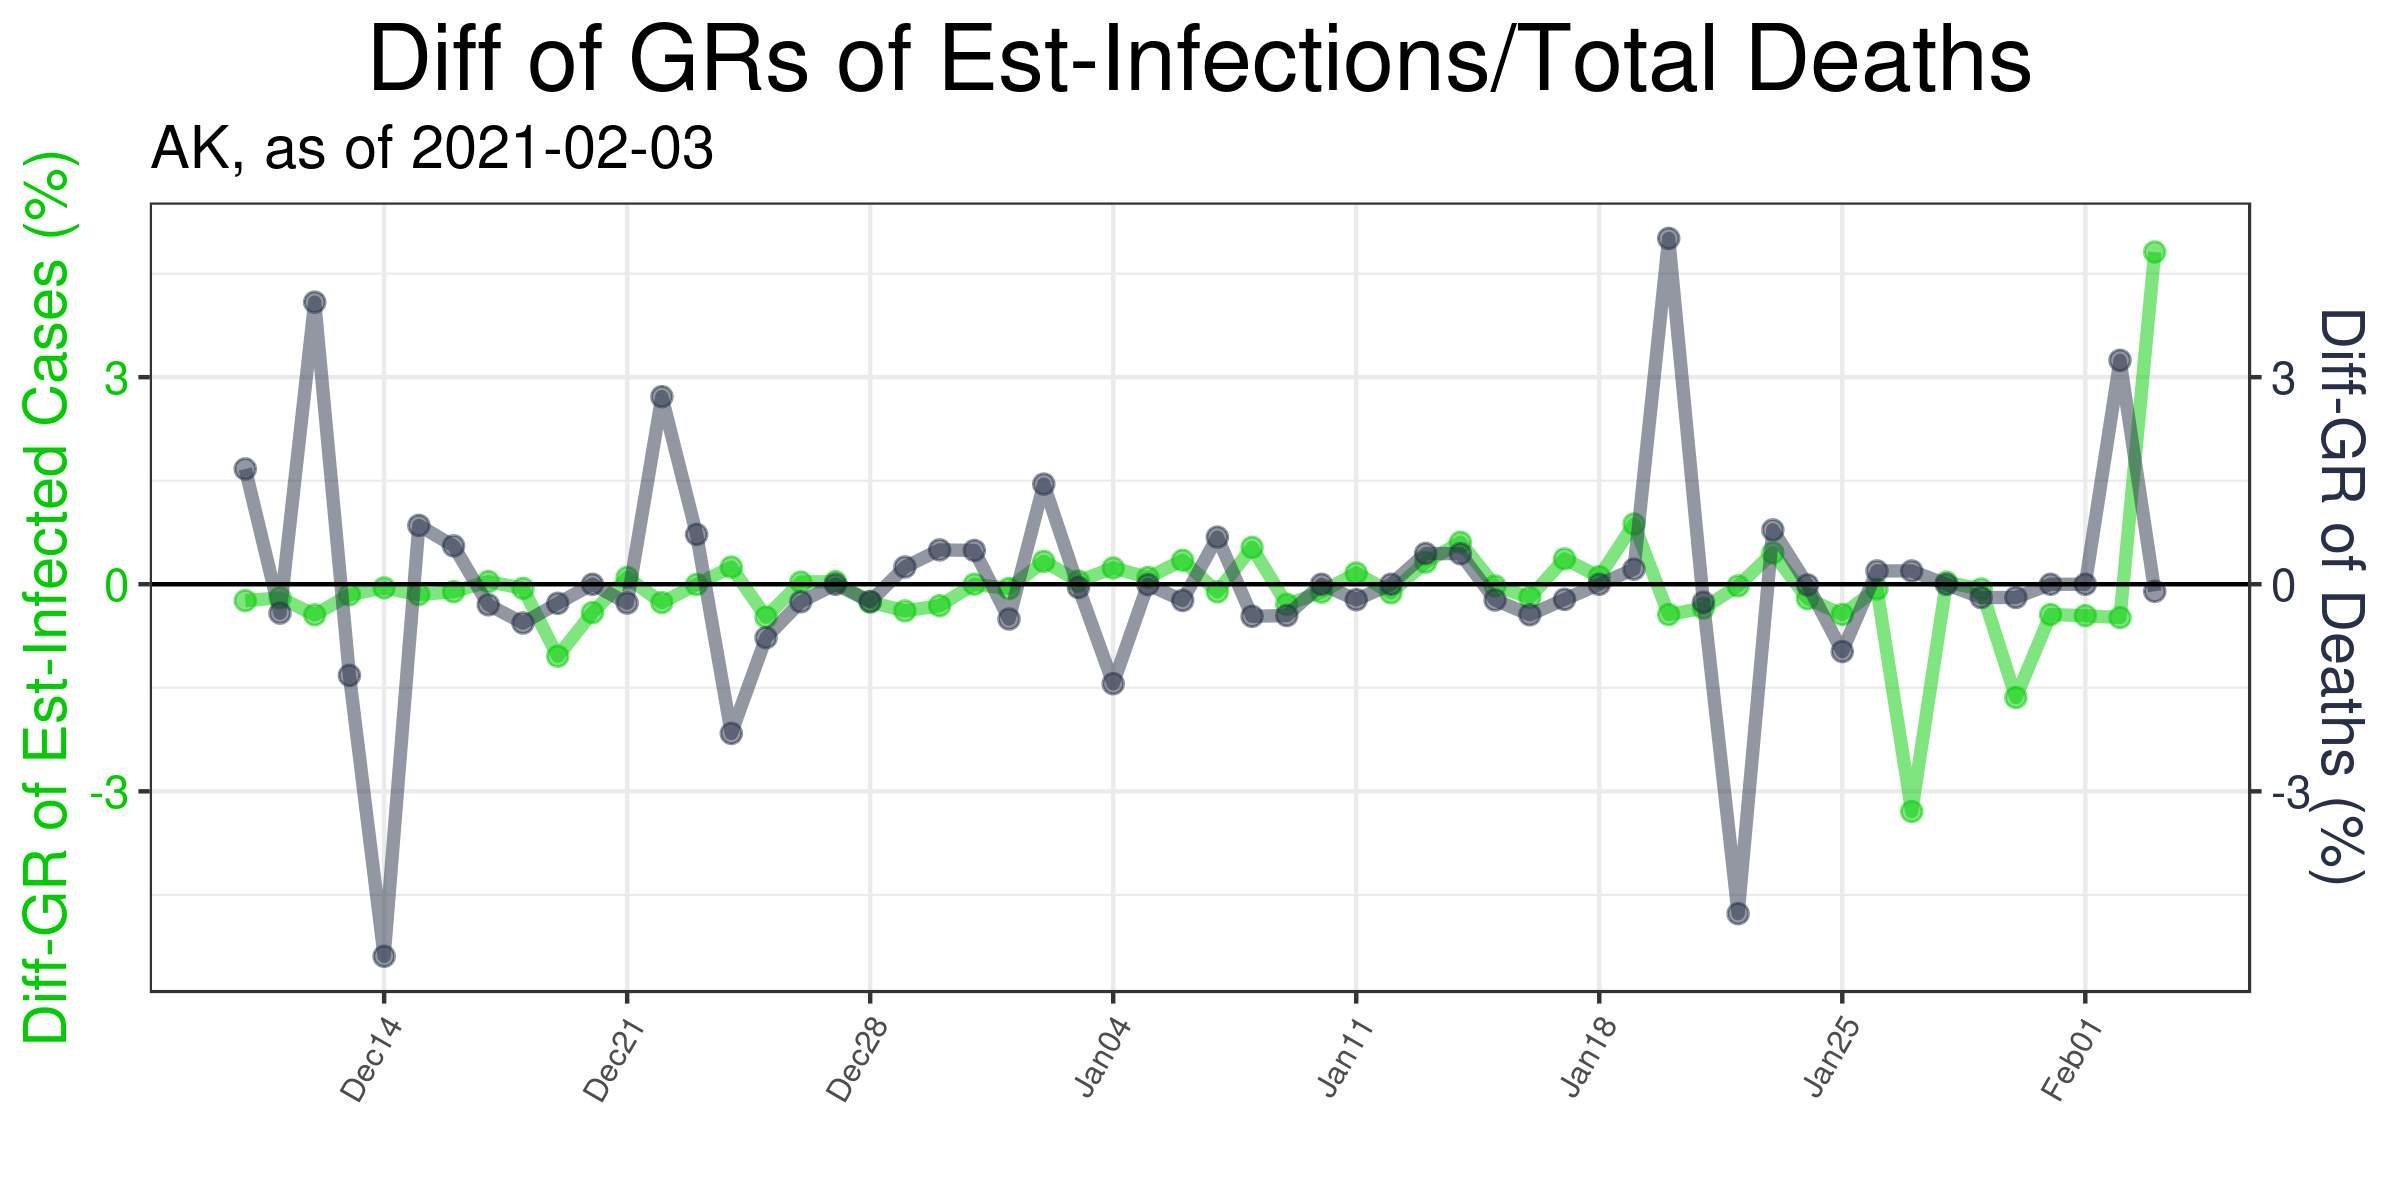 Diff of GRs of Est-Infections/Total Deaths
AK, as of 2021-02-03
Diff-GR of Est-Infected Cases (%)
3
0
-3
3
0
-3
Diff-GR of Deaths (%)
Dec14
Dec21
Dec28
Jan04
Jan11
Jan18
Jan25
Feb01